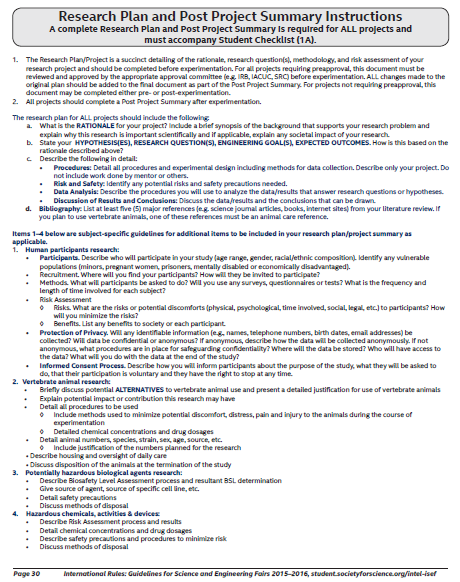 Research Plan and Post Project Summary Instructions
A complete Research Plan and Post Project Summary is required for ALL projects and
must accompany Student Checklist (1A).
1. The Research Plan/Project is a succinct detailing of the rationale, research question(s), methodology, and risk assessment of your
research project and should be completed before experimentation. For all projects requiring preapproval, this document must be
reviewed and approved by the appropriate approval committee (e.g. IRB, IACUC, SRC) before experimentation. ALL changes made to the
original plan should be added to the final document as part of the Post Project Summary. For projects not requiring preapproval, this
document may be completed either pre- or post-experimentation.
2. All projects should complete a Post Project Summary after experimentation.
The research plan for ALL projects should include the following:
a. What is the RATIONALE for your project? Include a brief synopsis of the background that supports your research problem and
explain why this research is important scientifically and if applicable, explain any societal impact of your research.
b. State your HYPOTHESIS(ES), RESEARCH QUESTION(S), ENGINEERING GOAL(S), EXPECTED OUTCOMES. How is this based on the
rationale described above?
c. Describe the following in detail:
• Procedures: Detail all procedures and experimental design including methods for data collection. Describe only your project. Do
not include work done by mentor or others.
• Risk and Safety: Identify any potential risks and safety precautions needed.
• Data Analysis: Describe the procedures you will use to analyze the data/results that answer research questions or hypotheses.
• Discussion of Results and Conclusions: Discuss the data/results and the conclusions that can be drawn.
d. Bibliography: List at least five (5) major references (e.g. science journal articles, books, internet sites) from your literature review. If
you plan to use vertebrate animals, one of these references must be an animal care reference.
Items 1–4 below are subject-specific guidelines for additional items to be included in your research plan/project summary as
applicable.
1. Human participants research:
• Participants. Describe who will participate in your study (age range, gender, racial/ethnic composition). Identify any vulnerable
populations (minors, pregnant women, prisoners, mentally disabled or economically disadvantaged).
• Recruitment. Where will you find your participants? How will they be invited to participate?
• Methods. What will participants be asked to do? Will you use any surveys, questionnaires or tests? What is the frequency and
length of time involved for each subject?
• Risk Assessment
◊ Risks. What are the risks or potential discomforts (physical, psychological, time involved, social, legal, etc.) to participants? How
will you minimize the risks?
◊ Benefits. List any benefits to society or each participant.
• Protection of Privacy. Will any identifiable information (e.g., names, telephone numbers, birth dates, email addresses) be
collected? Will data be confidential or anonymous? If anonymous, describe how the data will be collected anonymously. If not
anonymous, what procedures are in place for safeguarding confidentiality? Where will the data be stored? Who will have access to
the data? What will you do with the data at the end of the study?
• Informed Consent Process. Describe how you will inform participants about the purpose of the study, what they will be asked to
do, that their participation is voluntary and they have the right to stop at any time.
2. Vertebrate animal research:
• Briefly discuss potential ALTERNATIVES to vertebrate animal use and present a detailed justification for use of vertebrate animals
• Explain potential impact or contribution this research may have
• Detail all procedures to be used
◊ Include methods used to minimize potential discomfort, distress, pain and injury to the animals during the course of
experimentation
◊ Detailed chemical concentrations and drug dosages
• Detail animal numbers, species, strain, sex, age, source, etc.
◊ Include justification of the numbers planned for the research
• Describe housing and oversight of daily care
• Discuss disposition of the animals at the termination of the study
3. Potentially hazardous biological agents research:
• Describe Biosafety Level Assessment process and resultant BSL determination
• Give source of agent, source of specific cell line, etc.
• Detail safety precautions
• Discuss methods of disposal
4. Hazardous chemicals, activities & devices:
• Describe Risk Assessment process and results
• Detail chemical concentrations and drug dosages
• Describe safety precautions and procedures to minimize risk
• Discuss methods of disposal
Page 30 International Rules: Guidelines for Science and Engineering Fairs 2015–2016, student.societyforscience.org/intel-isef